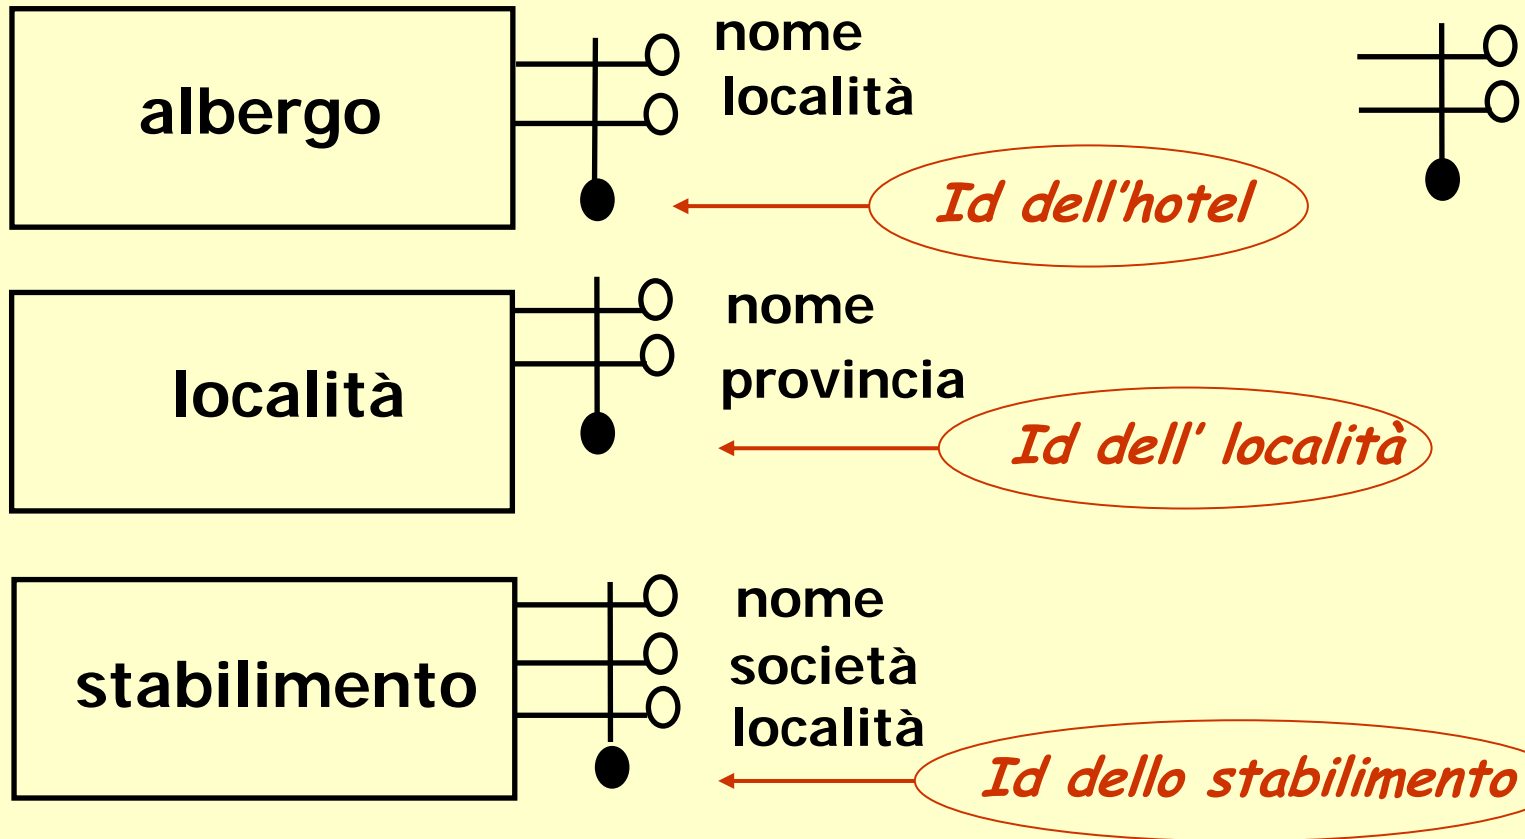 albergo
nome
località
Id dell'hotel
località
nome
provincia
Id dell' località
stabilimento
nome
società
località
Id dello stabilimento